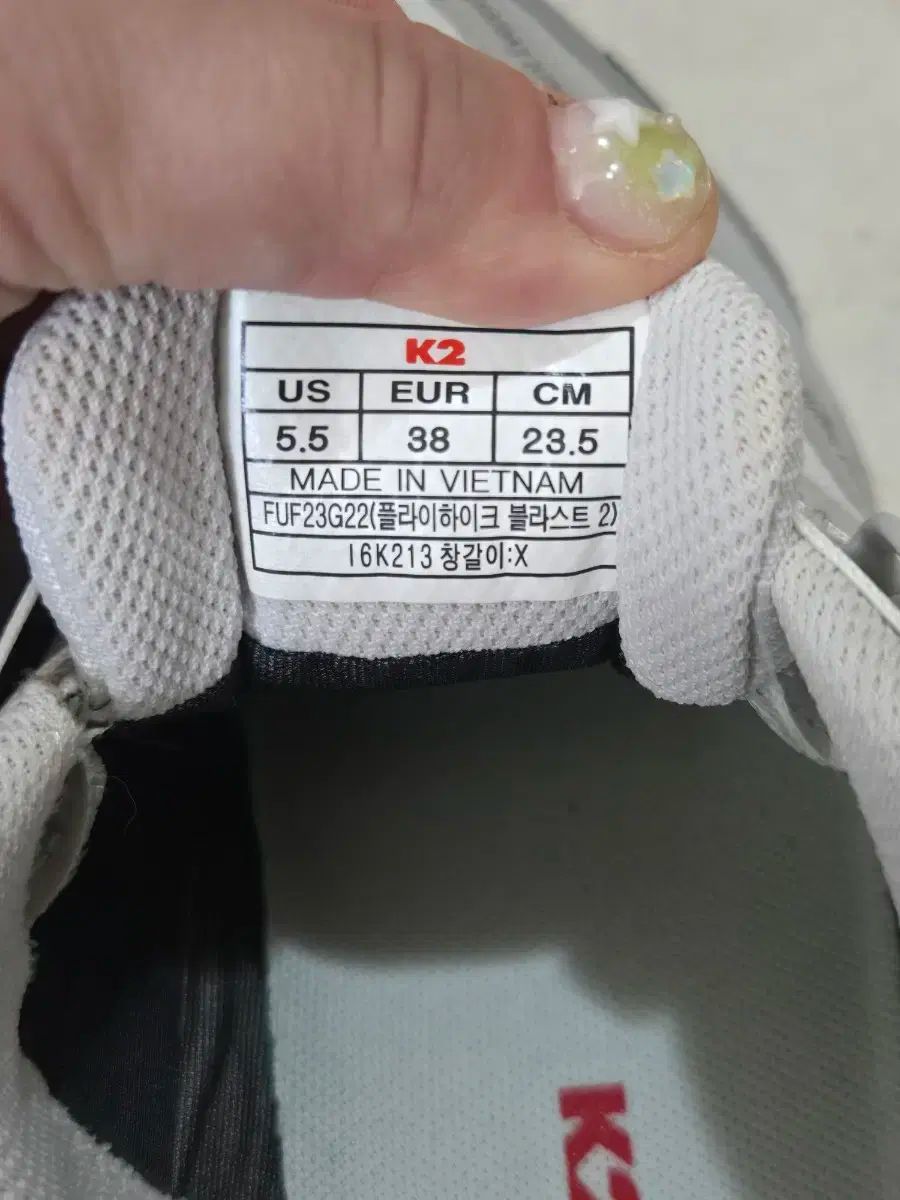 K2
US EUR CM
5.5 38 23.5
MADE IN VIETNAM
FUF23G22(플라이하이크 블라스트 2)
I6K213 창갈이:X
K2